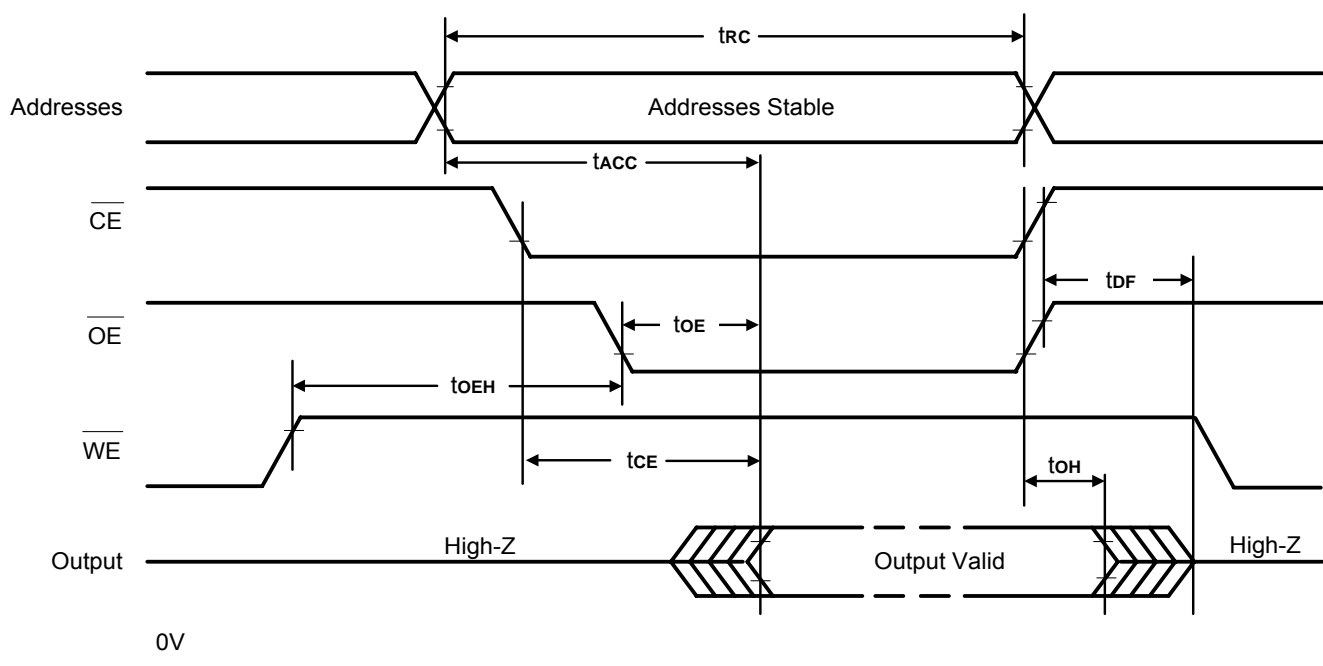 tRC
Addresses
Addresses Stable
tACC
CE
tDF
OE
tOE
tOEH
WE
tCE
tOH
High-Z
Output
Output Valid
High-Z
0V